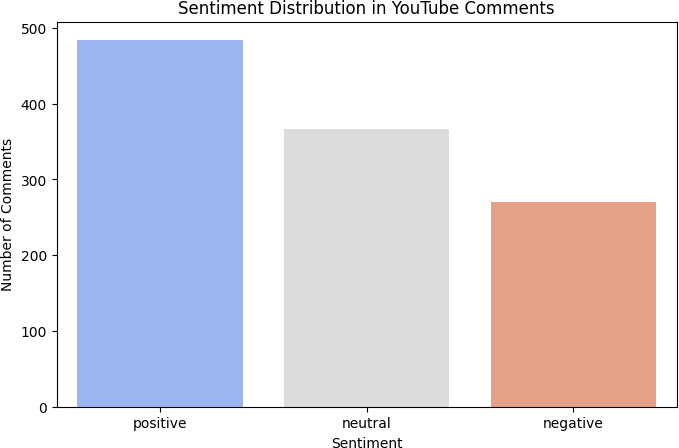 Sentiment Distribution in YouTube Comments
500
400
300
200
100
0
Number of Comments
positive
neutral
negative
Sentiment